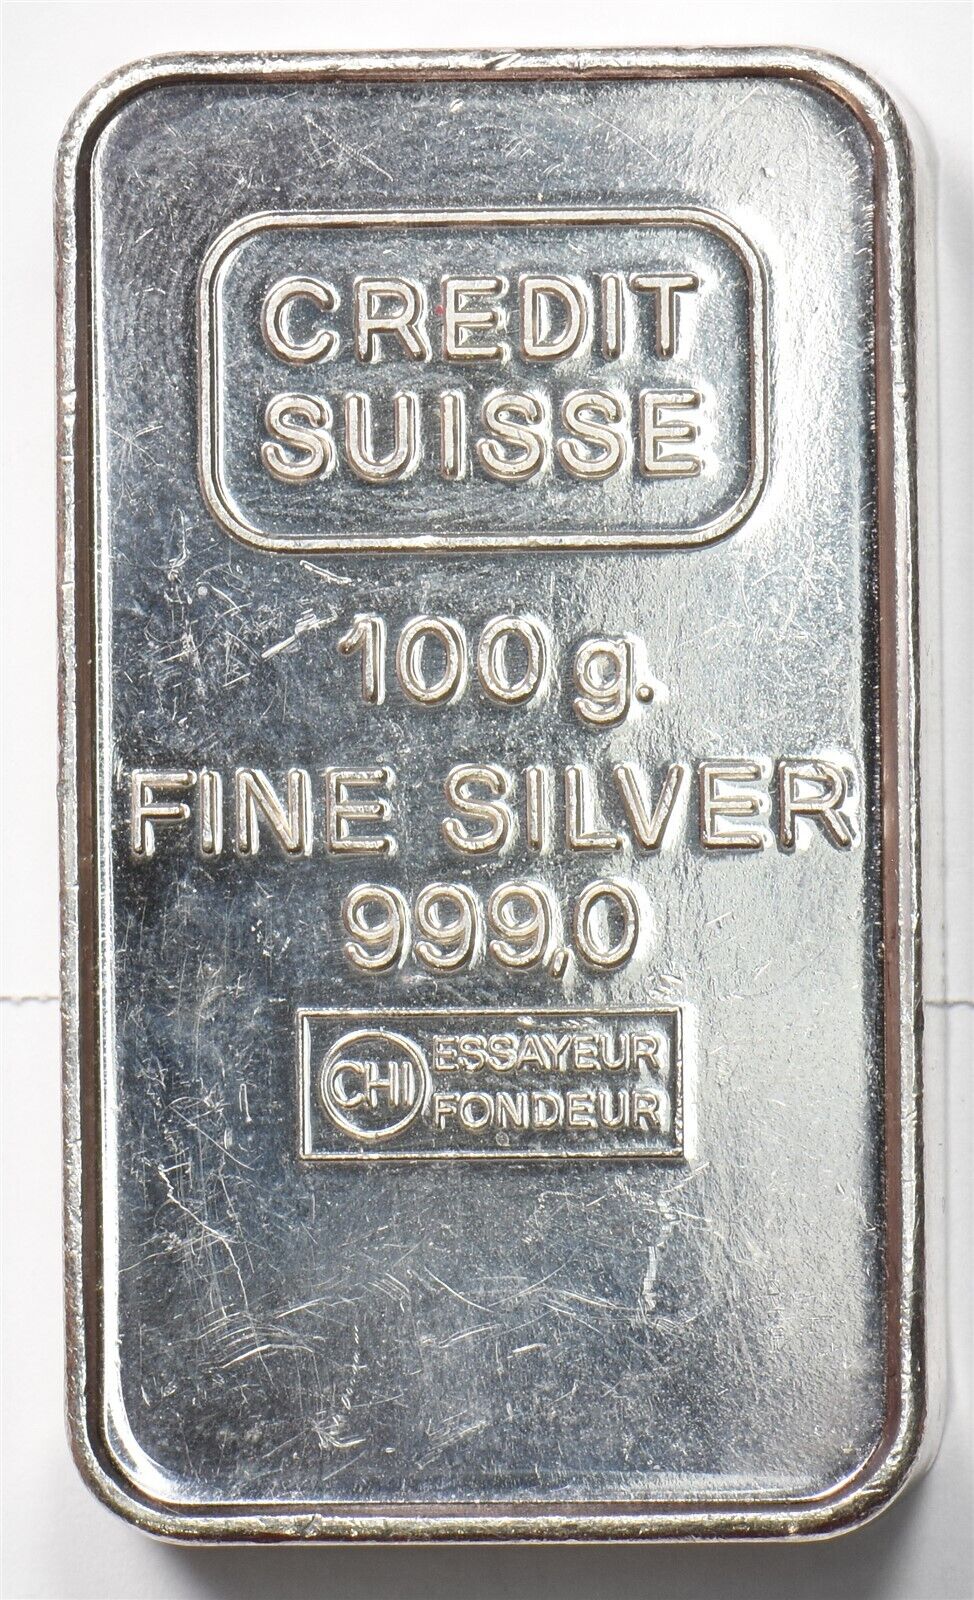 CREDIT
SUISSE
100 g.
FINE SILVER
999,0
CHI ESSAYEUR
FONDEUR